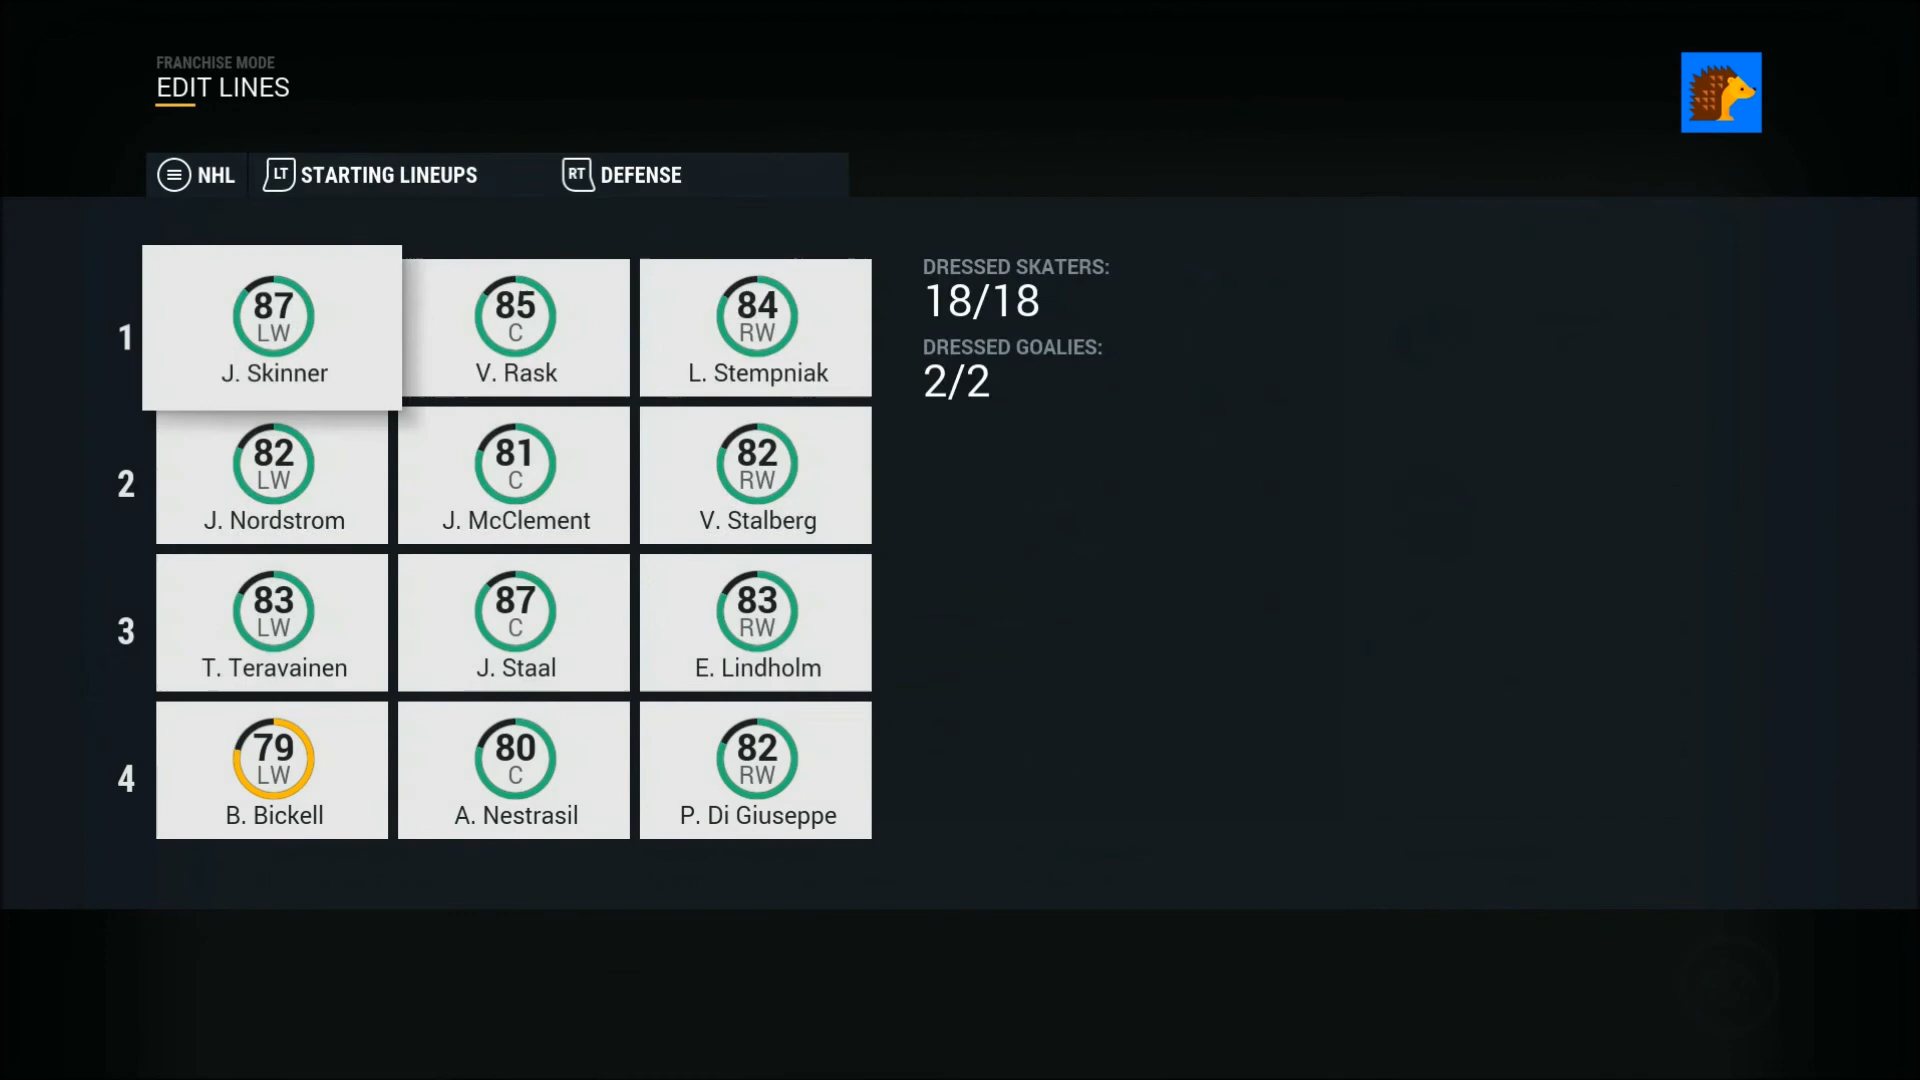 FRANCHISE MODE
EDIT LINES
NHL LT STARTING LINEUPS RT DEFENSE
1
87
LW
J. Skinner
85
C
V. Rask
84
RW
L. Stempniak
DRESSED SKATERS:
18/18
DRESSED GOALIES:
2/2
2
82
LW
J. Nordstrom
81
C
J. McClement
82
RW
V. Stalberg
3
83
LW
T. Teravainen
87
C
J. Staal
83
RW
E. Lindholm
4
79
LW
B. Bickell
80
C
A. Nestrasil
82
RW
P. Di Giuseppe